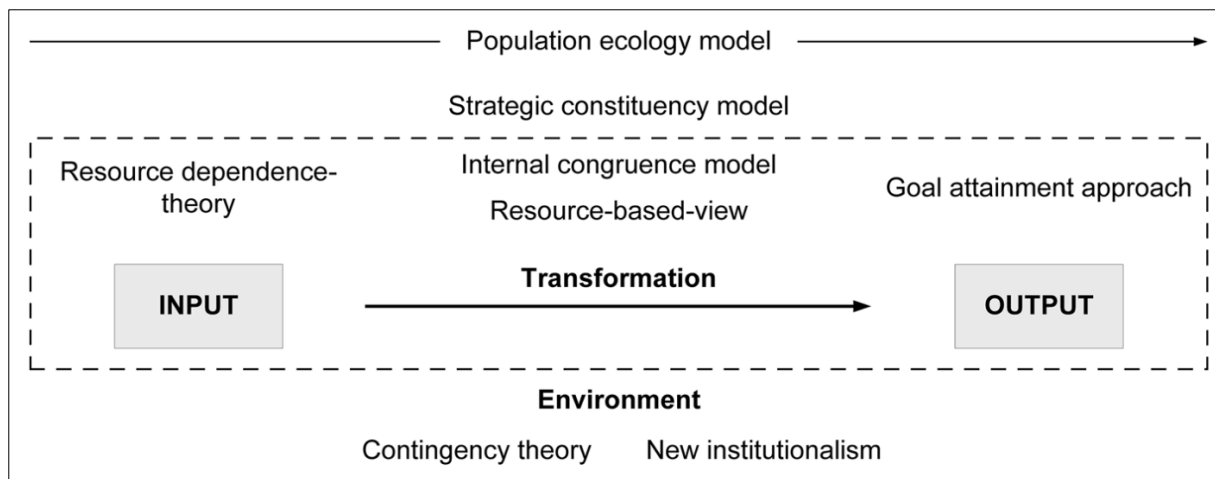 Population ecology model
Strategic constituency model
Resource dependence-
theory
Internal congruence model
Resource-based-view
Goal attainment approach
Transformation
INPUT
OUTPUT
Environment
Contingency theory
New institutionalism